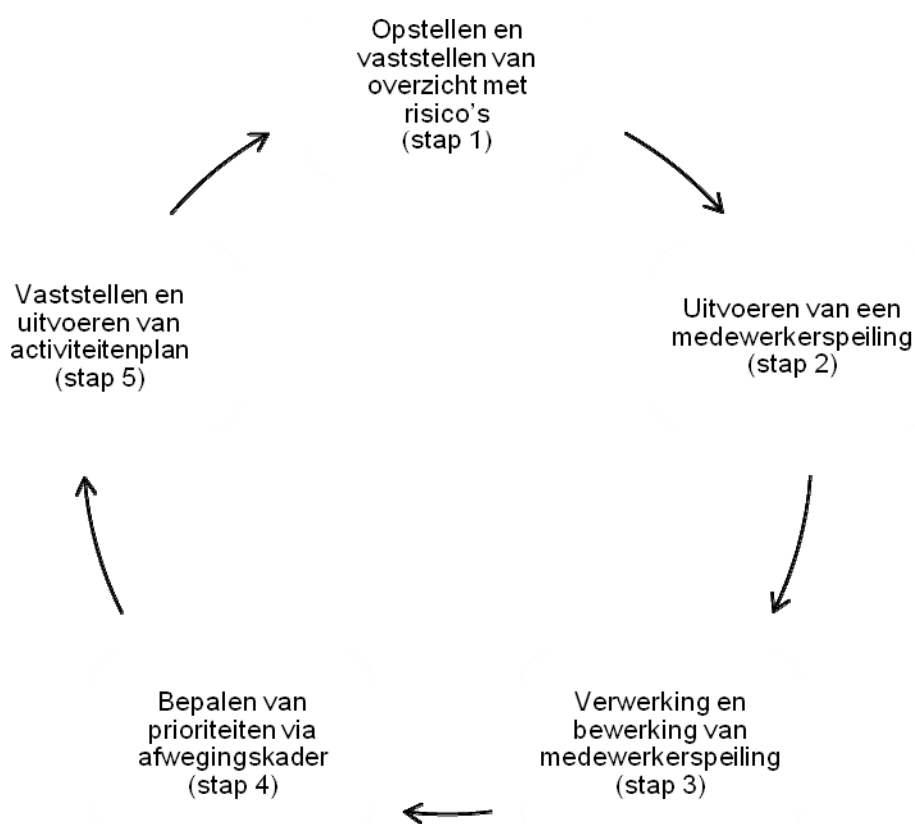 Opstellen en
vaststellen van
overzicht met
risico's
(stap 1)
Uitvoeren van een
medewerkerspeiling
(stap 2)
Verwerking en
bewerking van
medewerkerspeiling
(stap 3)
Bepalen van
prioriteiten via
afwegingskader
(stap 4)
Vaststellen en
uitvoeren van
activiteitenplan
(stap 5)